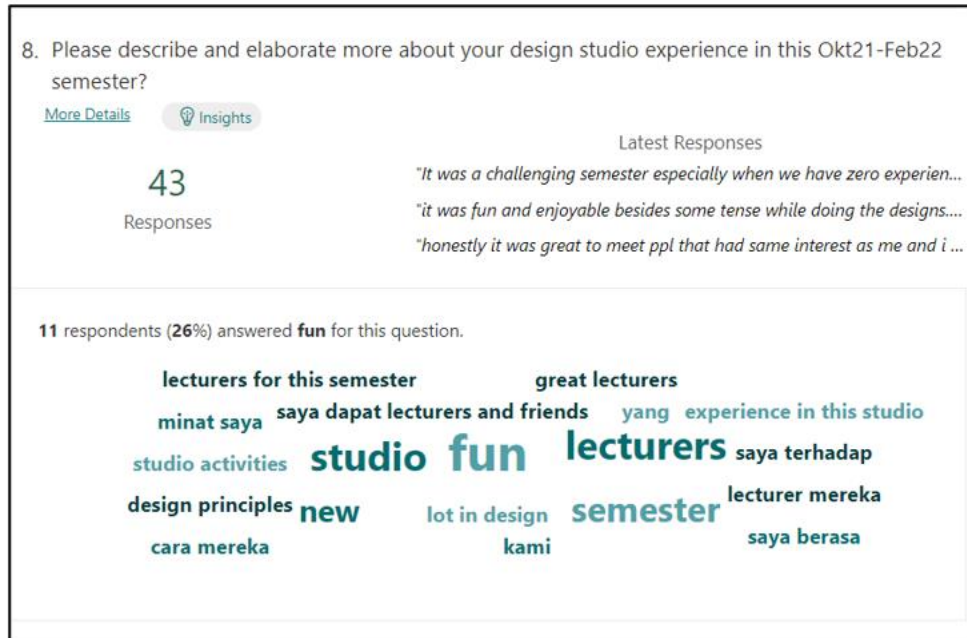 8. Please describe and elaborate more about your design studio experience in this Okt21-Feb22
semester?
More Details
Insights
43
Responses
Latest Responses
"It was a challenging semester especially when we have zero experien...
"it was fun and enjoyable besides some tense while doing the designs....
"honestly it was great to meet ppl that had same interest as me and i ...
11 respondents (26%) answered fun for this question.
lecturers for this semester
great lecturers
minat saya
saya dapat lecturers and friends
yang
experience in this studio
studio activities
studio
fun
lecturers
saya terhadap
design principles
new
lot in design
semester
lecturer mereka
cara mereka
kami
saya berasa